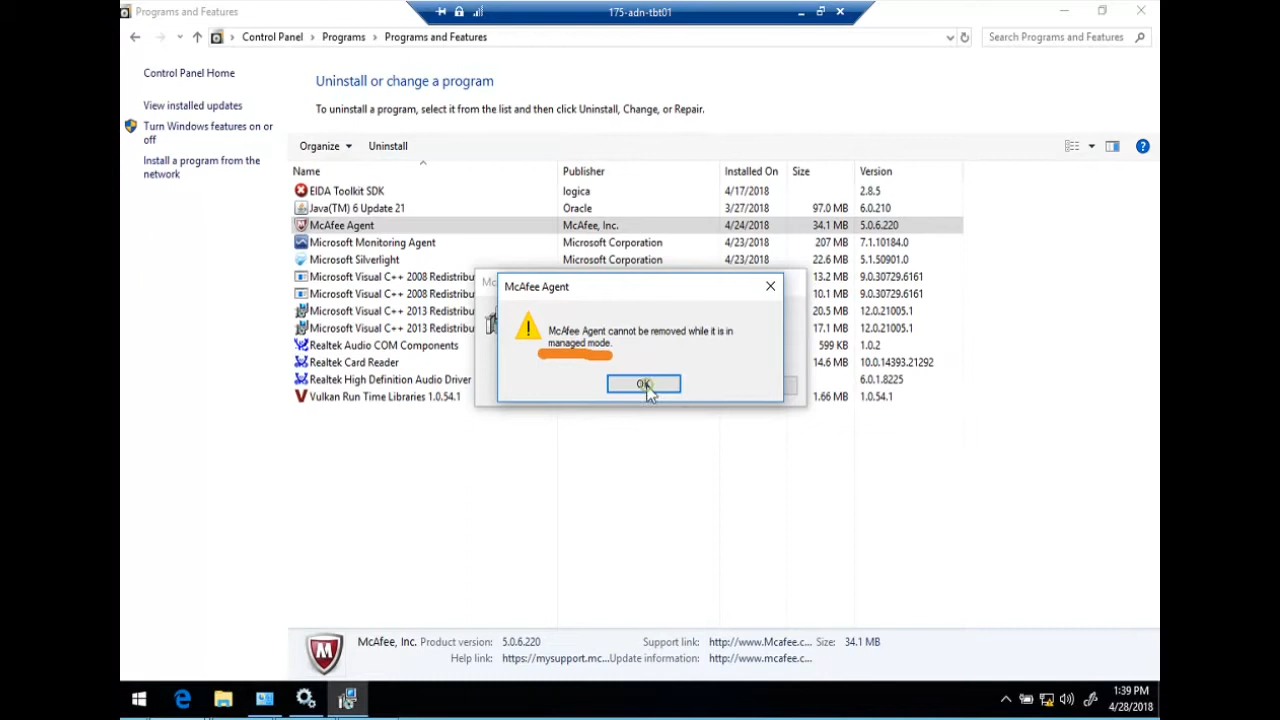 Programs and Features
175-adn-tbt01
Control Panel > Programs > Programs and Features
Search Programs and Features
Control Panel Home
View installed updates
Turn Windows features on or
off
Install a program from the
network
Uninstall or change a program
To uninstall a program, select it from the list and then click Uninstall, Change, or Repair.
Organize
Uninstall
Name Publisher Installed On Size Version
EIDA Toolkit SDK logica 4/17/2018 2.8.5
Java(TM) 6 Update 21 Oracle 3/27/2018 97.0 MB 6.0.210
McAfee Agent McAfee, Inc. 4/24/2018 34.1 MB 5.0.6.220
Microsoft Monitoring Agent Microsoft Corporation 4/23/2018 207 MB 7.1.10184.0
Microsoft Silverlight Microsoft Corporation 4/23/2018 22.6 MB 5.1.50901.0
Microsoft Visual C++ 2008 Redistribu 13.2 MB 9.0.30729.6161
Microsoft Visual C++ 2008 Redistribu 10.1 MB 9.0.30729.6161
Microsoft Visual C++ 2013 Redistribu 20.5 MB 12.0.21005.1
Microsoft Visual C++ 2013 Redistribu 17.1 MB 12.0.21005.1
Realtek Audio COM Components 599 KB 1.0.2
Realtek Card Reader 14.6 MB 10.0.14393.21292
Realtek High Definition Audio Driver 6.0.1.8225
Vulkan Run Time Libraries 1.0.54.1 1.66 MB 1.0.54.1
McAfee Agent
McAfee Agent cannot be removed while it is in
managed mode.
OK
McAfee, Inc. Product version: 5.0.6.220 Support link: http://www.Mcafee.c... Size: 34.1 MB
Help link: https://mysupport.mc... Update information: http://www.mcafee.c...
1:39 PM
4/28/2018